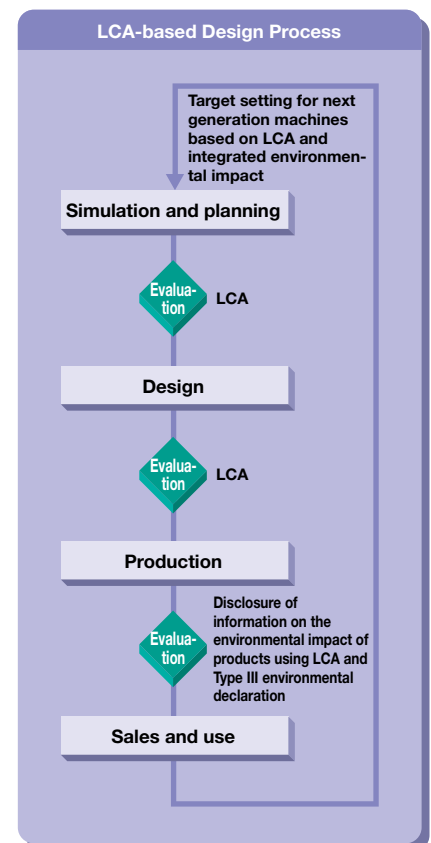 LCA-based Design Process
Target setting for next
generation machines
based on LCA and
integrated environmen-
tal impact
Simulation and planning
Evalua-
tion
LCA
Design
Evalua-
tion
LCA
Production
Evalua-
tion
Disclosure of
information on the
environmental impact of
products using LCA and
Type III environmental
declaration
Sales and use